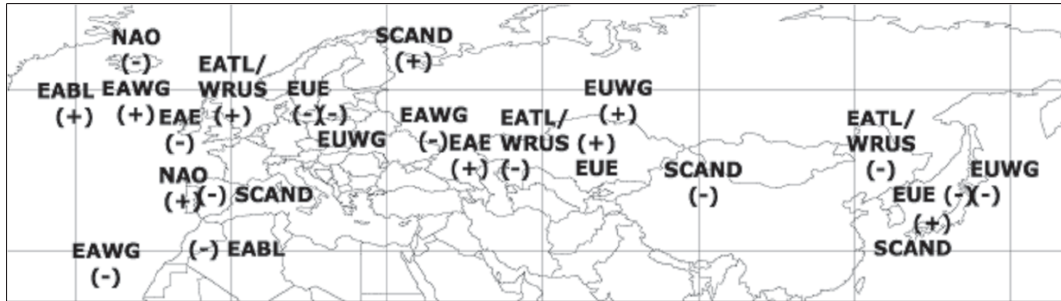 NAO
(-)
SCAND
(+)
EATL/
WRUS
(+)
EABL
(+)
EAWG
(+)
EAE
(-)
EUE
(-)(-)
EUWG
EAWG
(-)
EAE
(+)
EATL/
WRUS
(-)
EUWG
(+)
(+)
EUE
EATL/
WRUS
(-)
NAO
(+)
(-) SCAND
SCAND
(-)
EUWG
EUE (-)(-)
(+)
SCAND
EAWG
(-)
(-) EABL